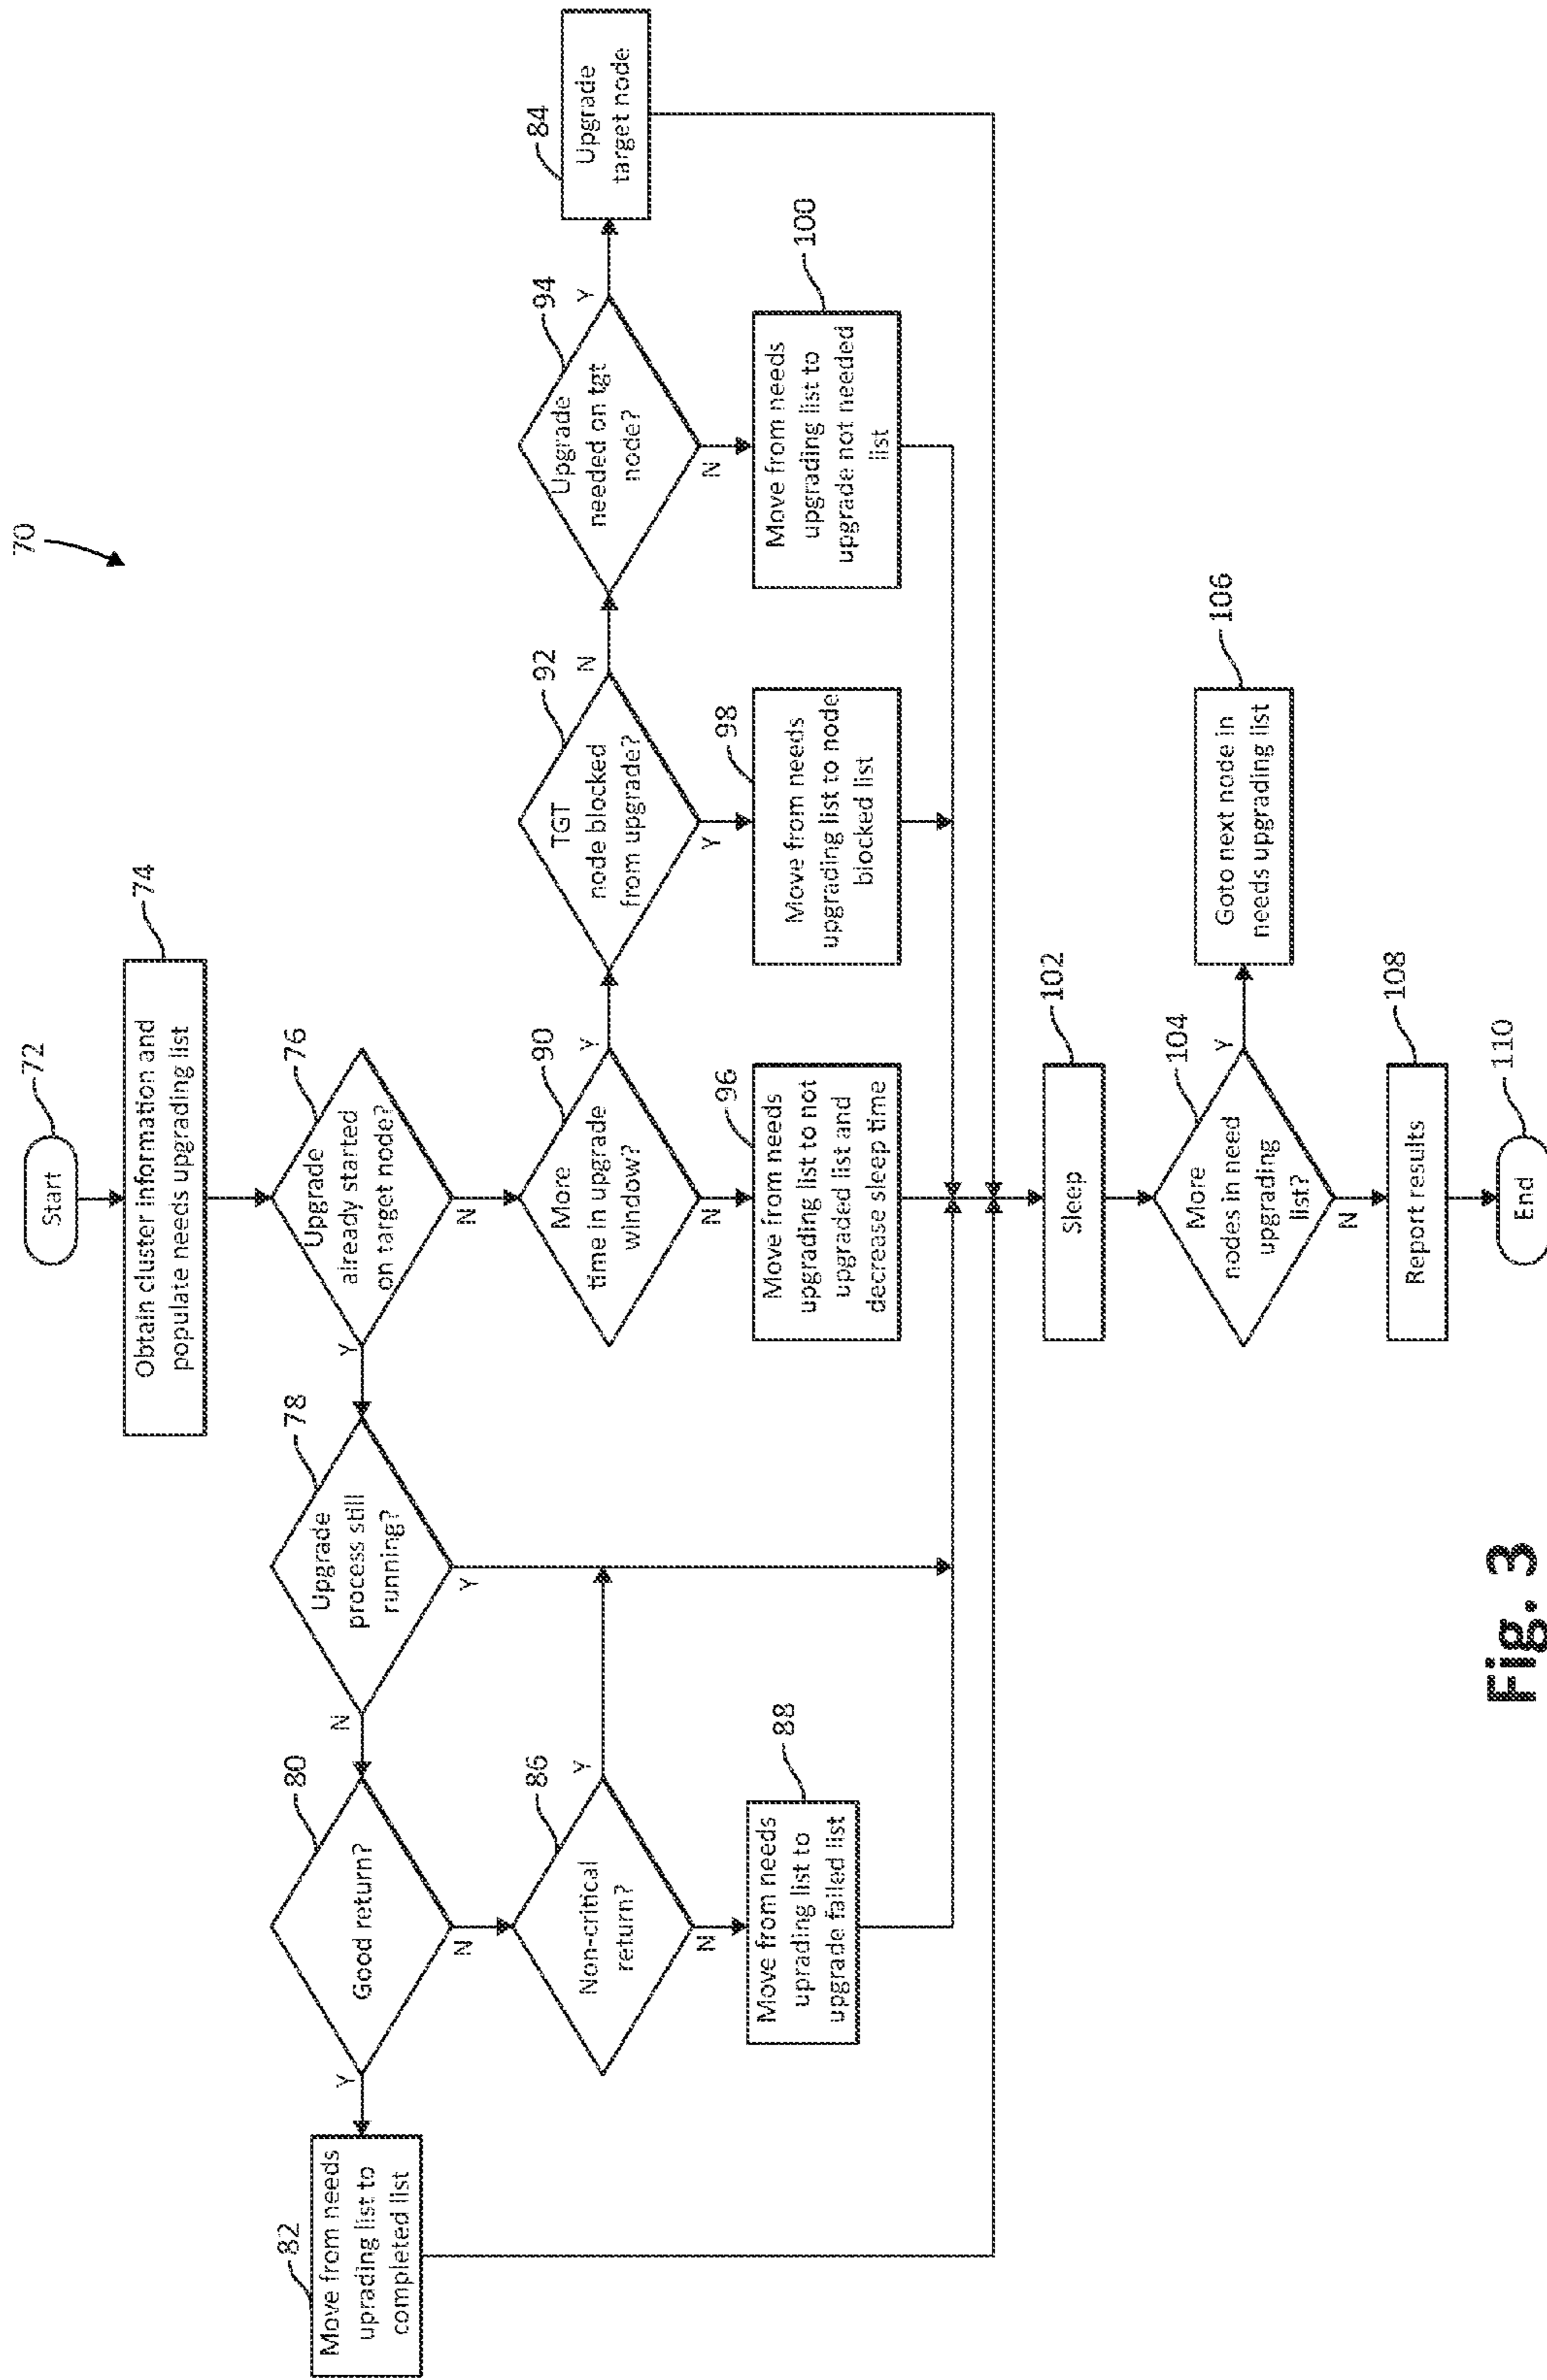 70
Start
72
Obtain cluster information and
populate needs upgrading list
74
Upgrade
already started
on target node?
76
Y
N
Upgrade
process still
running?
78
N
Y
Good return?
80
Y
N
82
Move from needs
uprading list to
completed list
Non-critical
return?
86
Y
N
Move from needs
uprading list to
upgrade failed list
88
More
time in upgrade
window?
90
Y
N
TGT
node blocked
from upgrade?
92
N
Y
Upgrade
needed on tgt
node?
94
Y
N
Upgrade
target node
84
Move from needs
upgrading list to not
upgraded list and
decrease sleep time
96
Move from needs
upgrading list to node
blocked list
98
Move from needs
upgrading list to
upgrade not needed
list
100
Sleep
102
More
nodes in need
upgrading
list?
104
Y
N
Goto next node in
needs upgrading list
106
Report results
108
End
110
Fig. 3